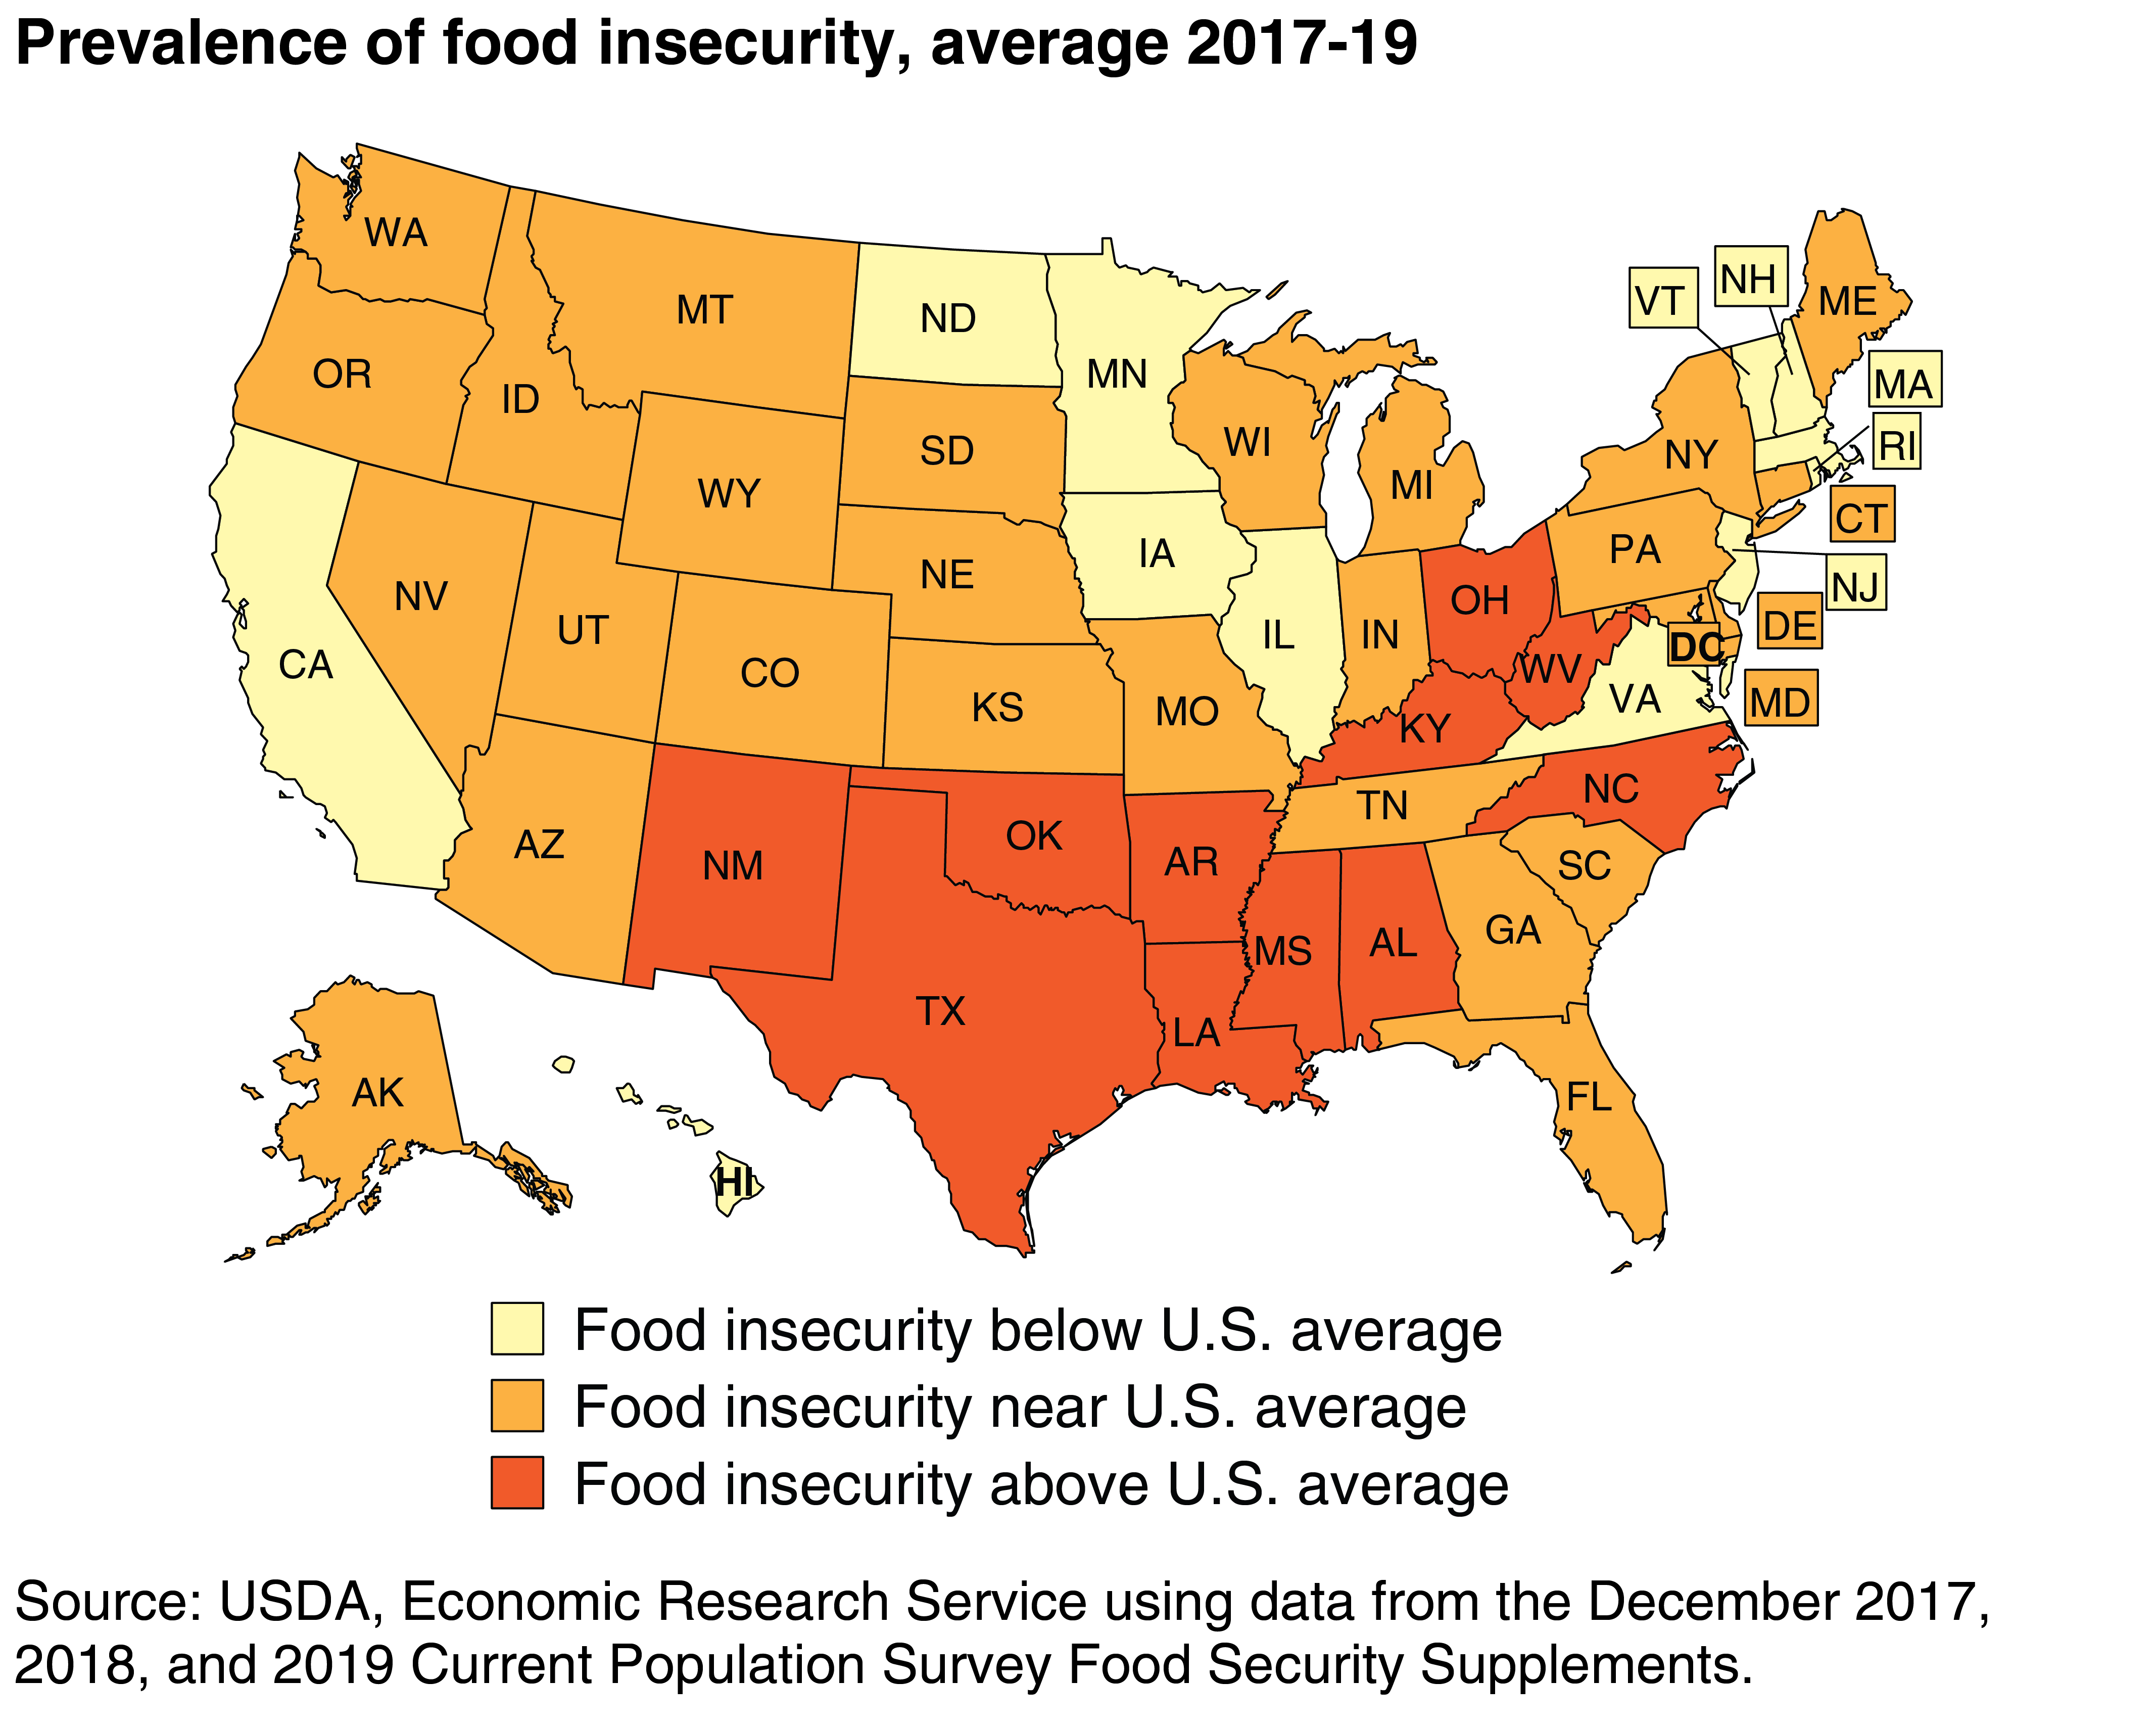 Prevalence of food insecurity, average 2017-19
WA
MT
ND
MN
VT
NH
ME
OR
ID
SD
WI
MI
NY
MA
RI
CT
WY
IA
NE
PA
NJ
NV
UT
CO
IL
IN
OH
DE
DC
CA
KS
MO
KY
WV
VA
MD
AZ
NM
OK
AR
TN
NC
SC
TX
LA
MS
AL
GA
FL
AK
HI
Food insecurity below U.S. average
Food insecurity near U.S. average
Food insecurity above U.S. average
Source: USDA, Economic Research Service using data from the December 2017,
2018, and 2019 Current Population Survey Food Security Supplements.